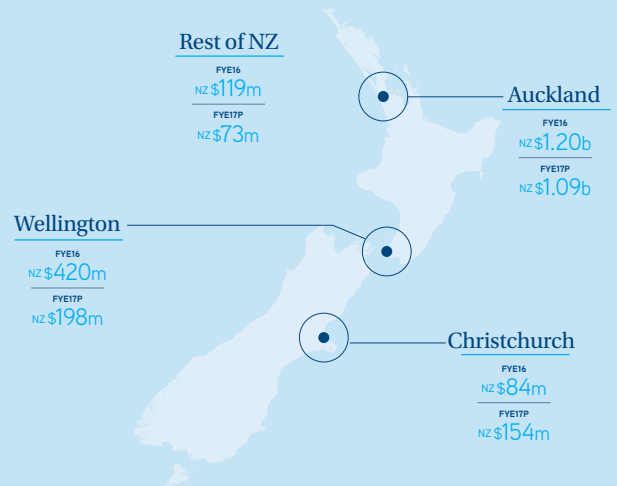 Rest of NZ
FYE16
NZ $119m
FYE17P
NZ $73m
Auckland
FYE16
NZ $1.20b
FYE17P
NZ $1.09b
Wellington
FYE16
NZ $420m
FYE17P
NZ $198m
Christchurch
FYE16
NZ $84m
FYE17P
NZ $154m